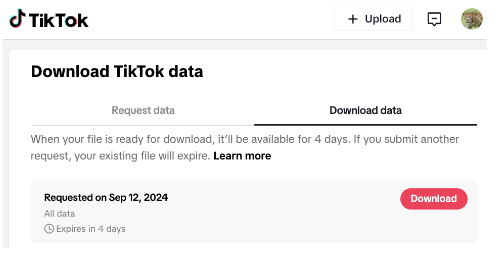 TikTok
+ Upload
Download TikTok data
Request data
Download data
When your file is ready for download, it'll be available for 4 days. If you submit another
request, your existing file will expire. Learn more
Requested on Sep 12, 2024
Download
All data
Expires in 4 days